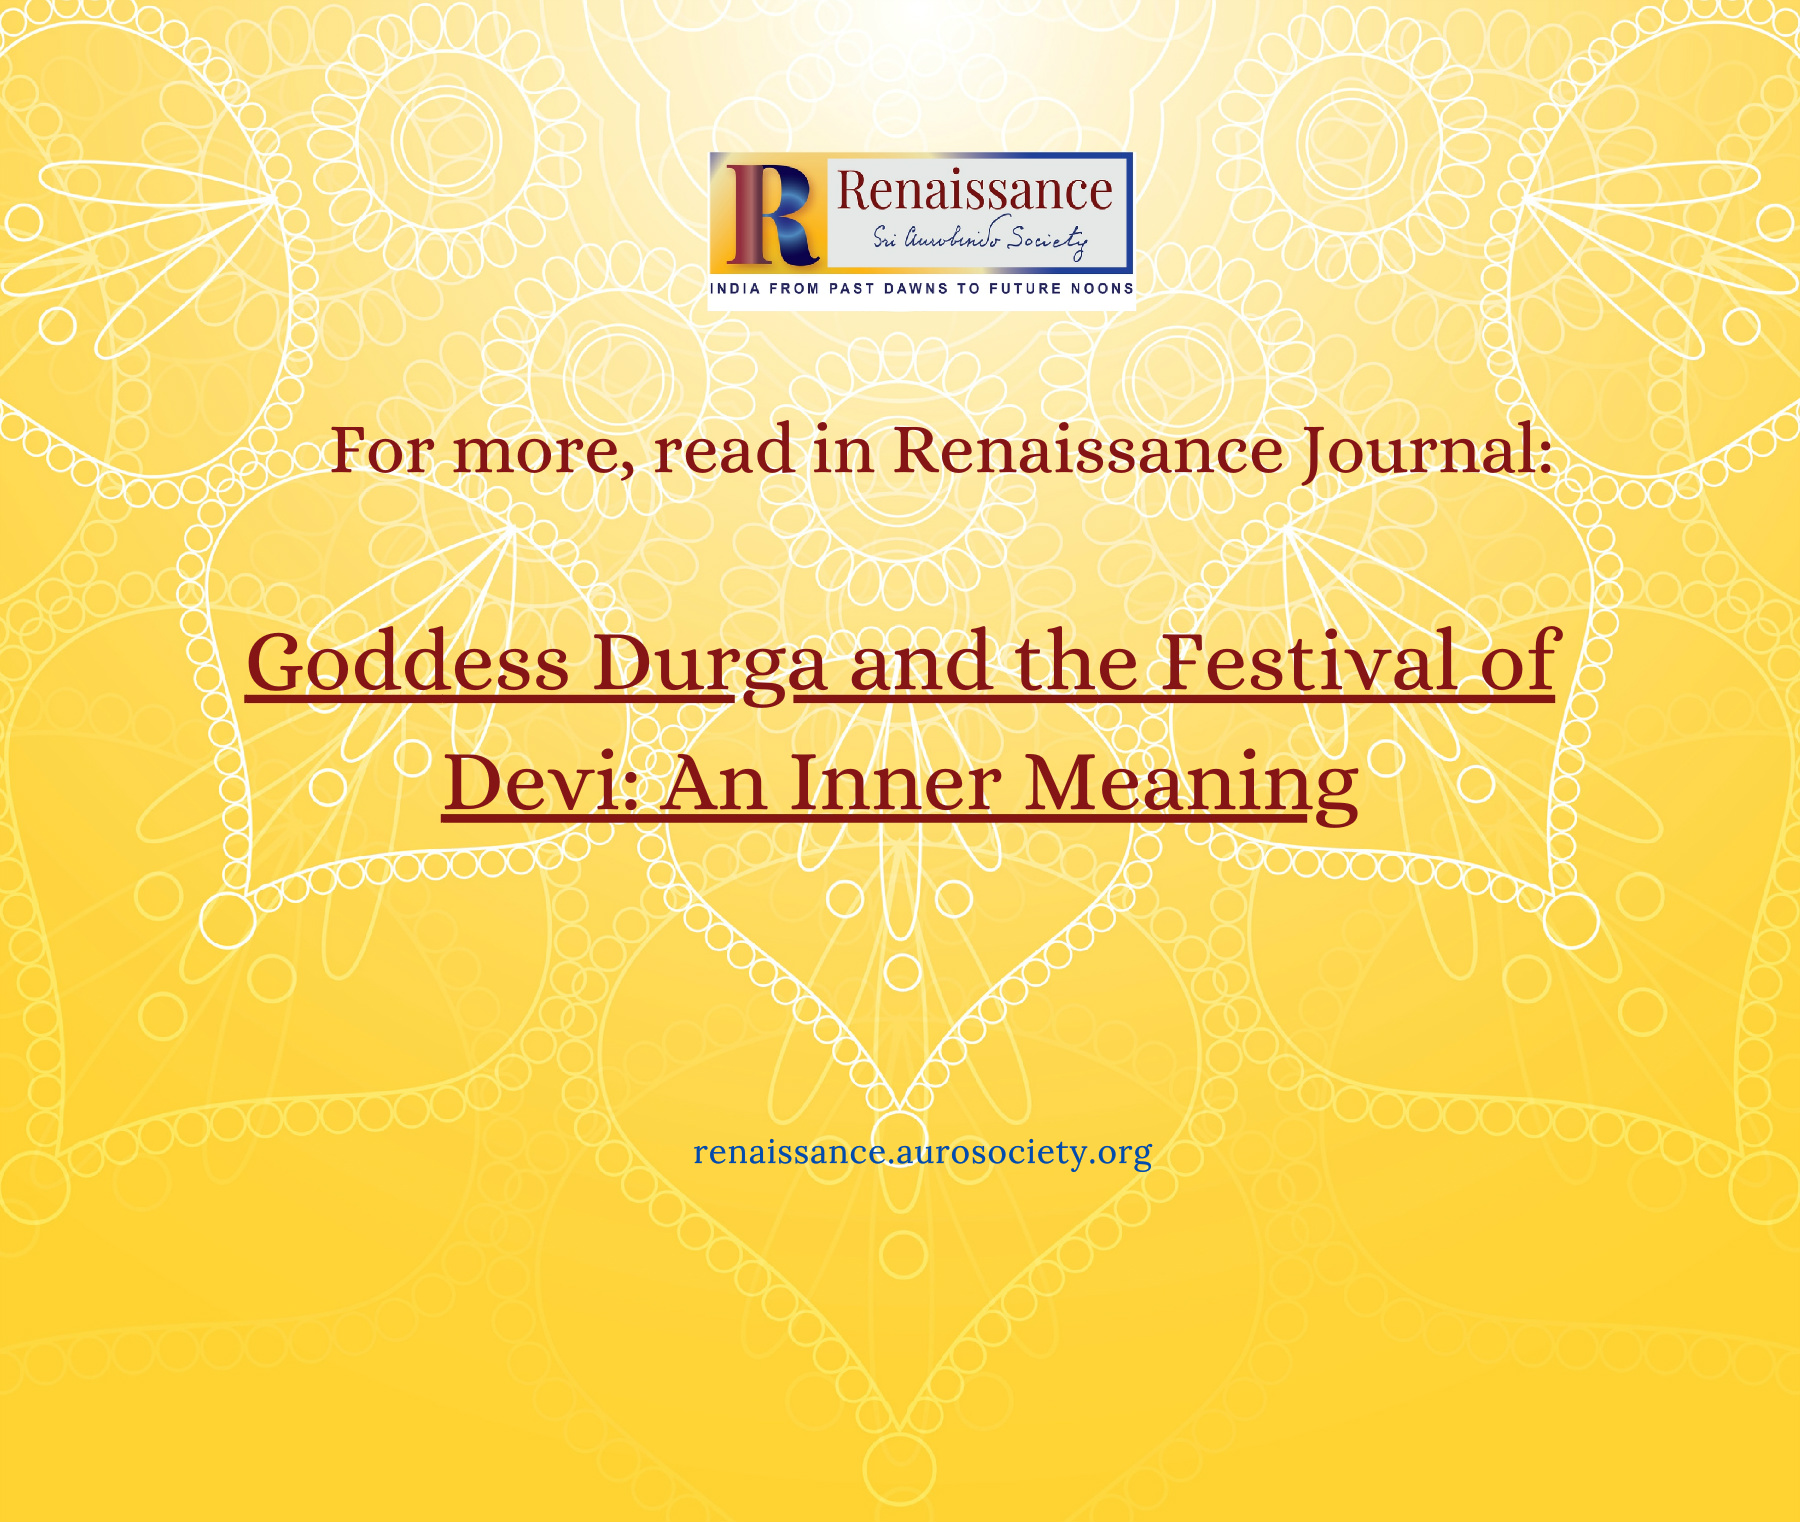 R Renaissance
Sri Aurobindo Society
INDIA FROM PAST DAWNS TO FUTURE NOONS
For more, read in Renaissance Journal:
Goddess Durga and the Festival of
Devi: An Inner Meaning
renaissance.aurosociety.org